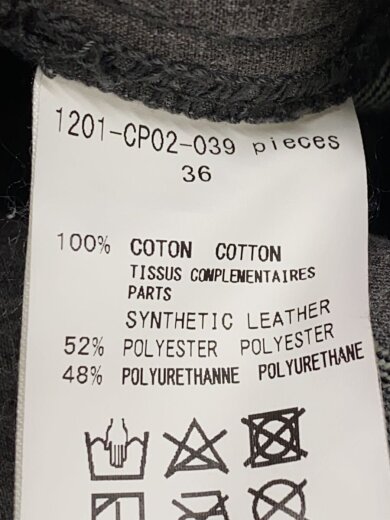 1201-CP02-039 pieces
36
100% COTON COTTON
TISSUS COMPLEMENTAIRES
PARTS
SYNTHETIC LEATHER
52% POLYESTER POLYESTER
48% POLYURETHANNE POLYURETHANE